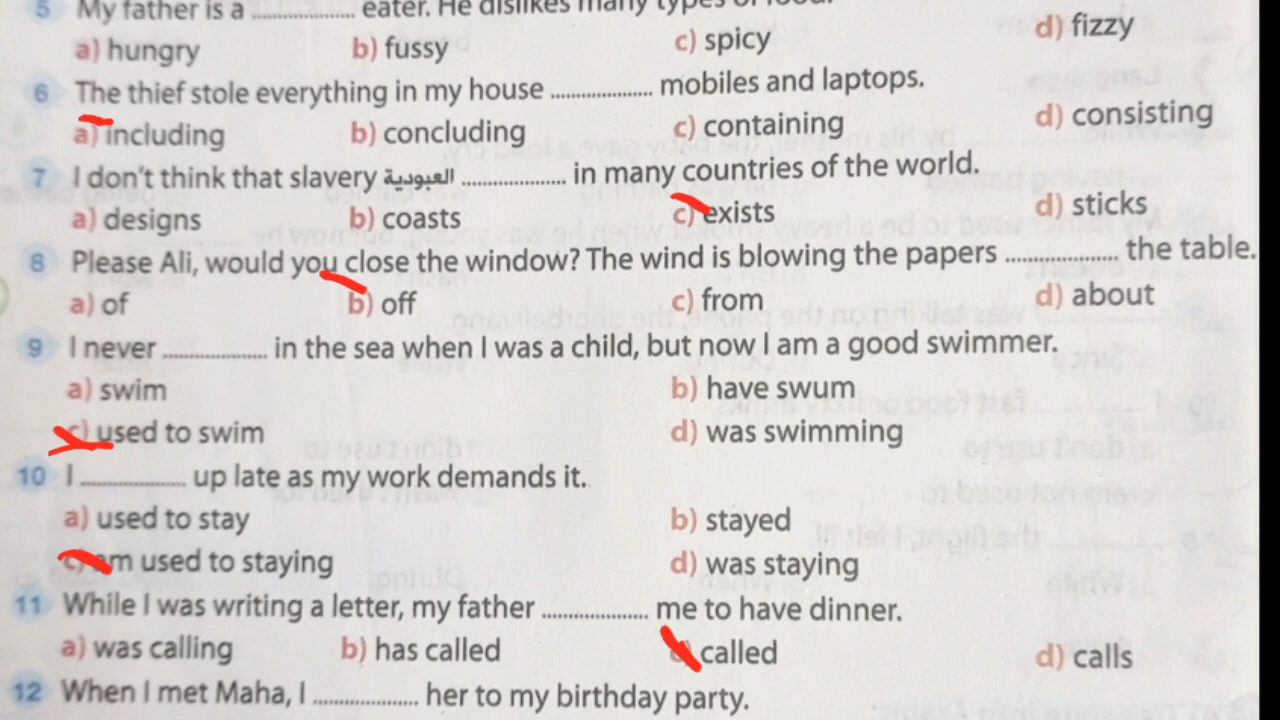 5 My father is a ................ eater. He dislikes many types of food.
a) hungry b) fussy c) spicy d) fizzy
6 The thief stole everything in my house ................ mobiles and laptops.
a) including b) concluding c) containing d) consisting
7 I don't think that slavery العبودية ................ in many countries of the world.
a) designs b) coasts c) exists d) sticks
8 Please Ali, would you close the window? The wind is blowing the papers ................ the table.
a) of b) off c) from d) about
9 I never ................ in the sea when I was a child, but now I am a good swimmer.
a) swim b) have swum
c) used to swim d) was swimming
10 I ................ up late as my work demands it.
a) used to stay b) stayed
c) am used to staying d) was staying
11 While I was writing a letter, my father ................ me to have dinner.
a) was calling b) has called c) called d) calls
12 When I met Maha, I ................ her to my birthday party.